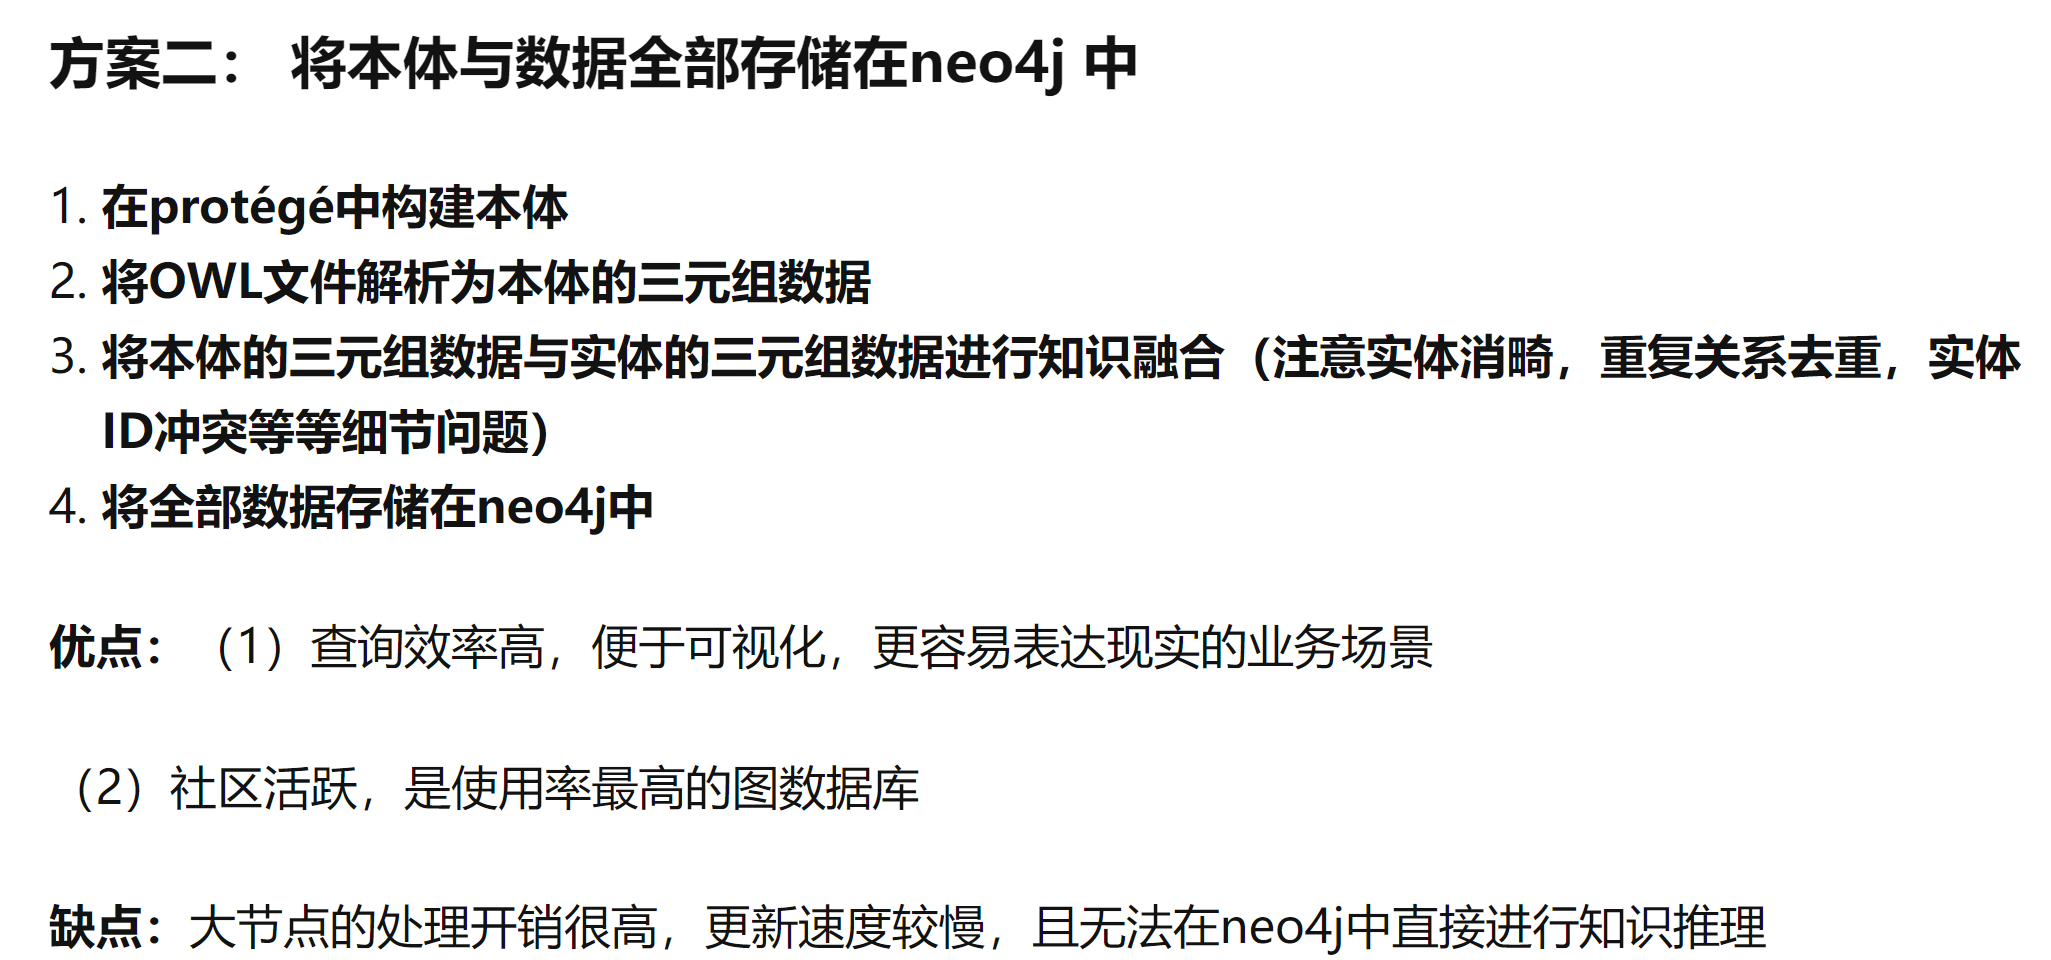 方案二： 将本体与数据全部存储在neo4j 中
1. 在protégé中构建本体
2. 将OWL文件解析为本体的三元组数据
3. 将本体的三元组数据与实体的三元组数据进行知识融合（注意实体消畸，重复关系去重，实体
ID冲突等等细节问题）
4. 将全部数据存储在neo4j中
优点：（1）查询效率高，便于可视化，更容易表达现实的业务场景
（2）社区活跃，是使用率最高的图数据库
缺点：大节点的处理开销很高，更新速度较慢，且无法在neo4j中直接进行知识推理